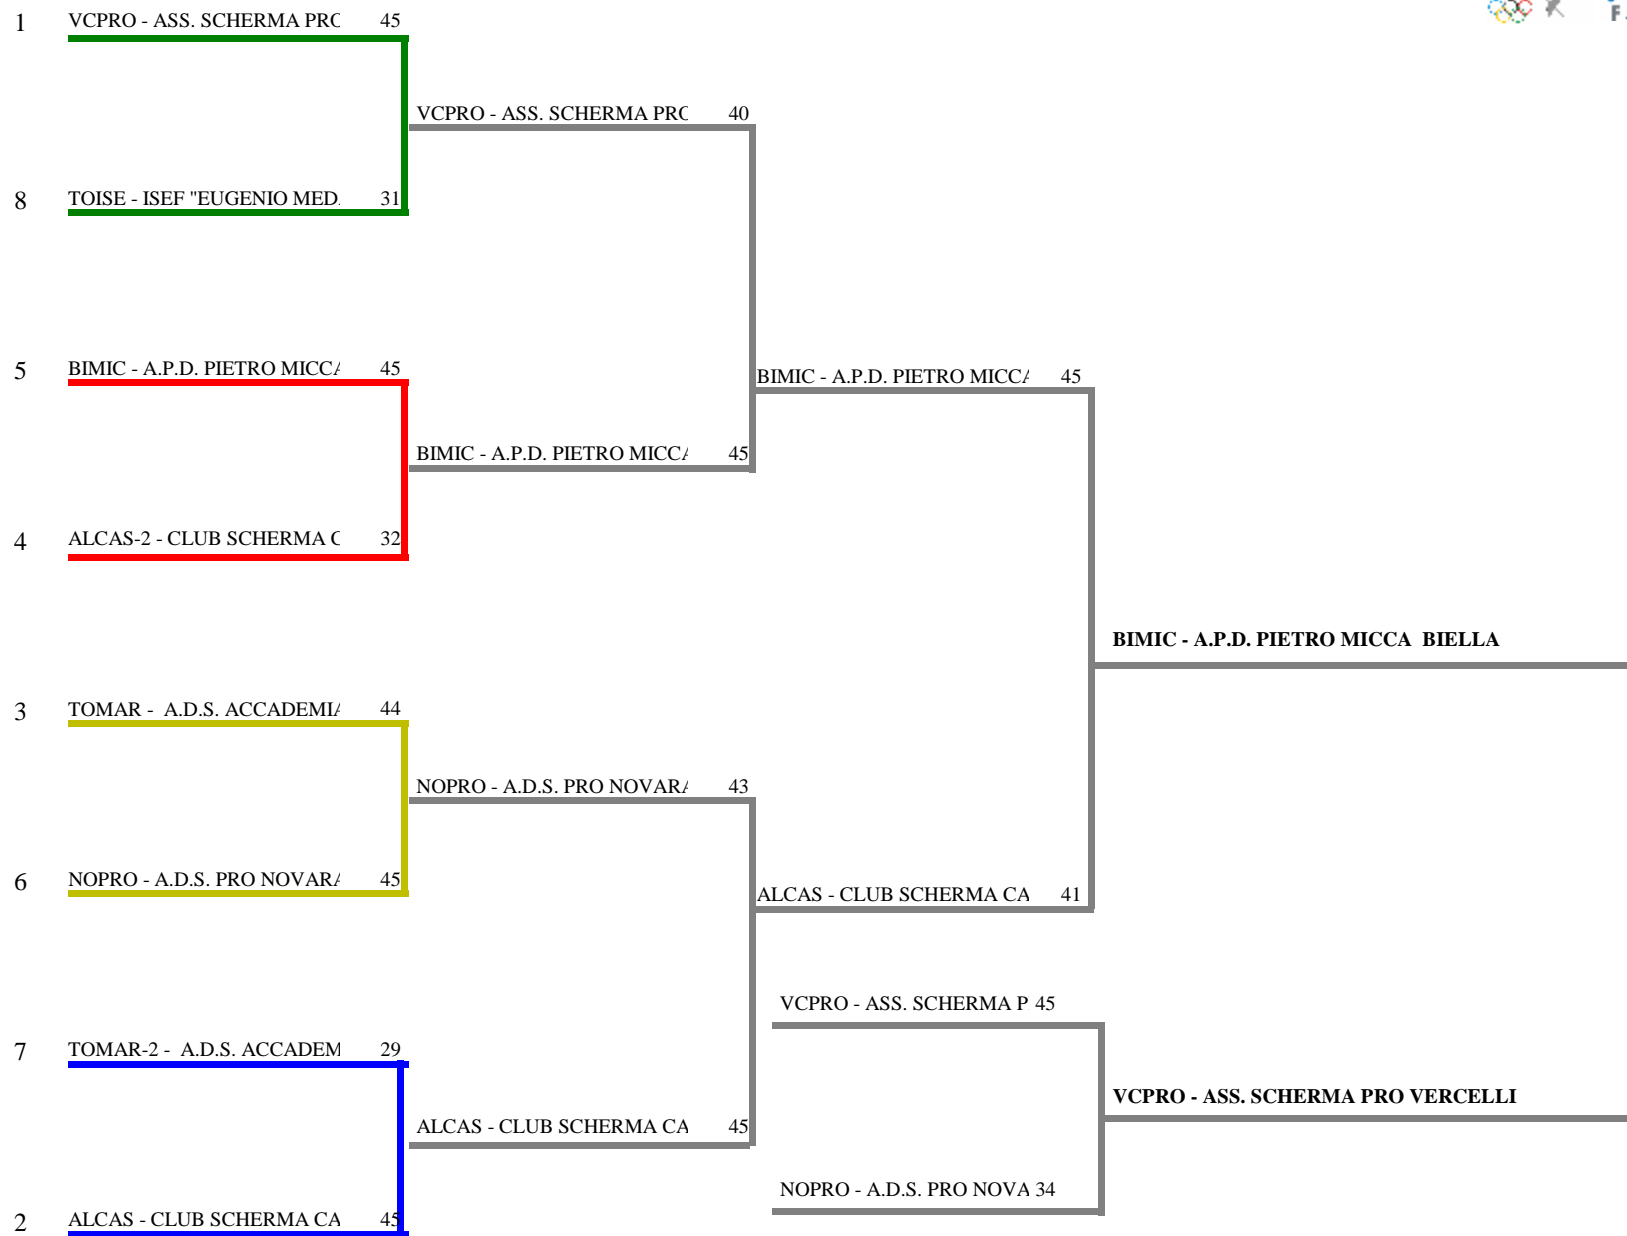 1 VCPRO - ASS. SCHERMA PRO 45
VCPRO - ASS. SCHERMA PRO 40
8 TOISE - ISEF "EUGENIO MED. 31
5 BIMIC - A.P.D. PIETRO MICCA 45
BIMIC - A.P.D. PIETRO MICCA 45
BIMIC - A.P.D. PIETRO MICCA 45
4 ALCAS-2 - CLUB SCHERMA C 32
BIMIC - A.P.D. PIETRO MICCA BIELLA
3 TOMAR - A.D.S. ACCADEMIA 44
NOPRO - A.D.S. PRO NOVARA 43
6 NOPRO - A.D.S. PRO NOVARA 45
ALCAS - CLUB SCHERMA CA 41
VCPRO - ASS. SCHERMA P 45
7 TOMAR-2 - A.D.S. ACCADEM 29
VCPRO - ASS. SCHERMA PRO VERCELLI
ALCAS - CLUB SCHERMA CA 45
NOPRO - A.D.S. PRO NOVA 34
2 ALCAS - CLUB SCHERMA CA 45